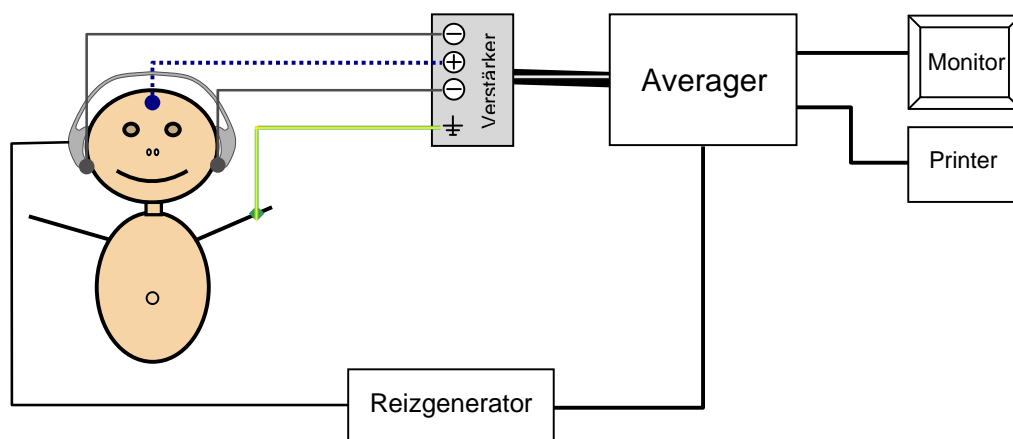 Verstärker
Averager
Monitor
Printer
Reizgenerator